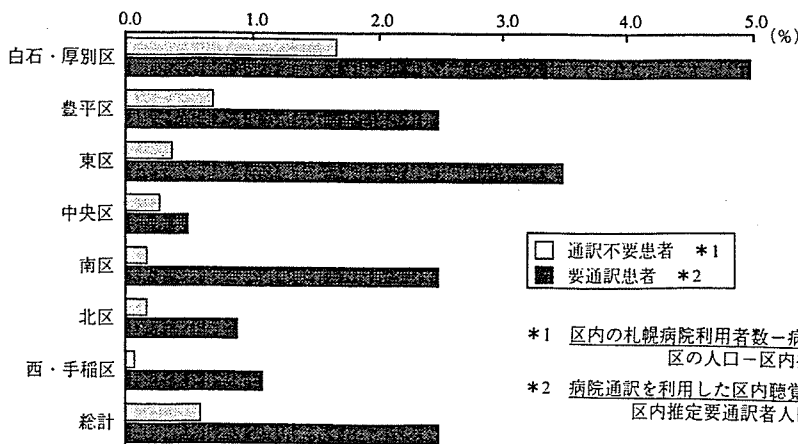 0.0 1.0 2.0 3.0 4.0 5.0 (%)
白石・厚別区
豊平区
東区
中央区
南区
北区
西・手稲区
総計
通訳不要患者 *1
要通訳患者 *2
*1 区内の札幌病院利用者数−病
区の人口−区内
*2 病院通訳を利用した区内聴覚
区内推定要通訳者人口